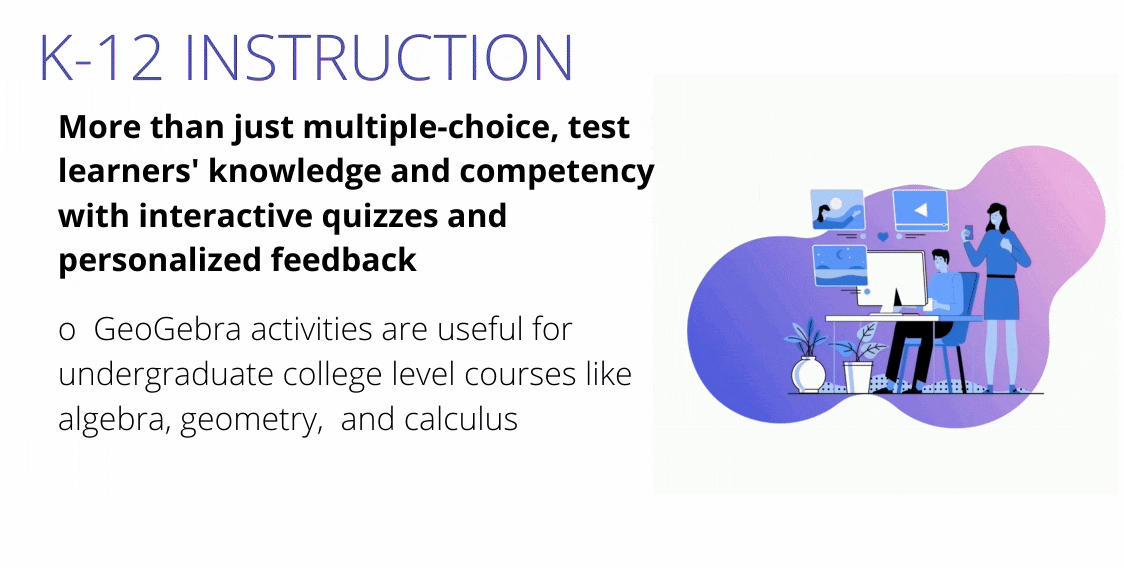 K-12 INSTRUCTION
More than just multiple-choice, test
learners' knowledge and competency
with interactive quizzes and
personalized feedback
o  GeoGebra activities are useful for
undergraduate college level courses like
algebra, geometry,  and calculus